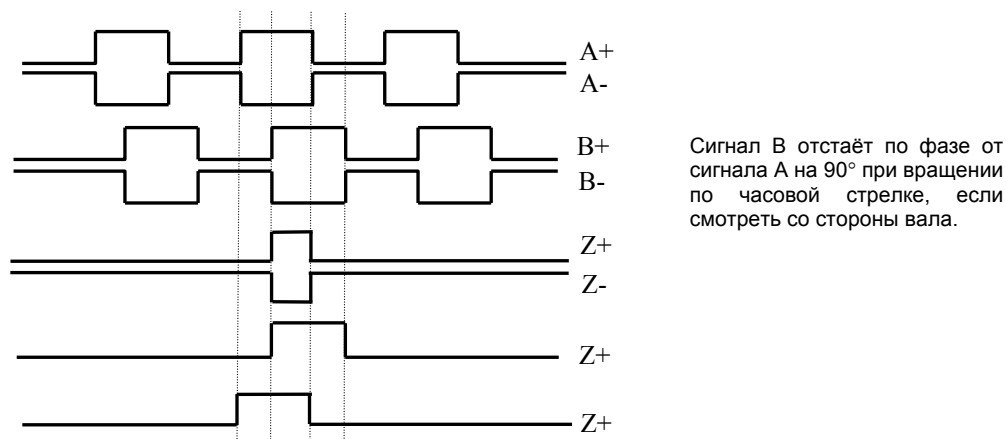 A+
A-
B+
B-
Z+
Z-
Z+
Z+
Сигнал В отстаёт по фазе от
сигнала А на 90° при вращении
по часовой стрелке, если
смотреть со стороны вала.